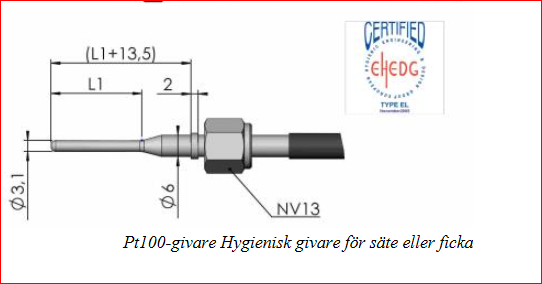 (L1+13,5)
L1
2
Ø3,1
Ø6
NV13
CERTIFIED
EHEDG
TYPE EL
Pt100-givare Hygienisk givare för säte eller ficka